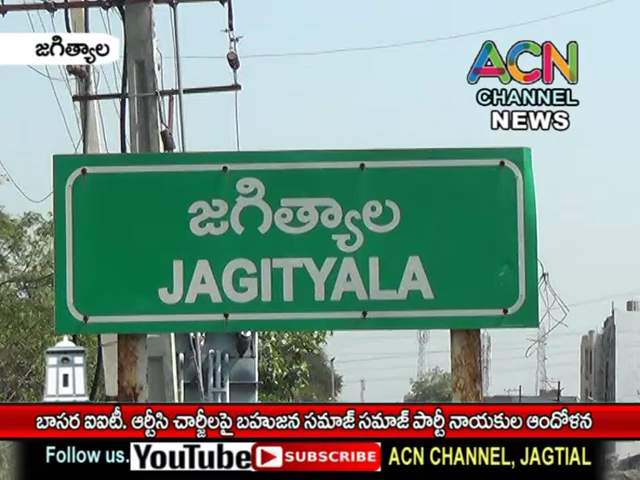 జగిత్యాల
ACN
CHANNEL
NEWS
జగిత్యాల
JAGITYALA
బాసర ఐఐటీ. ఆర్టీసి చార్జీలపై బహుజన సమాజ్ సమాజ్ పార్టీ నాయకుల ఆందోళన
Follow us. YouTube SUBSCRIBE ACN CHANNEL, JAGTIAL